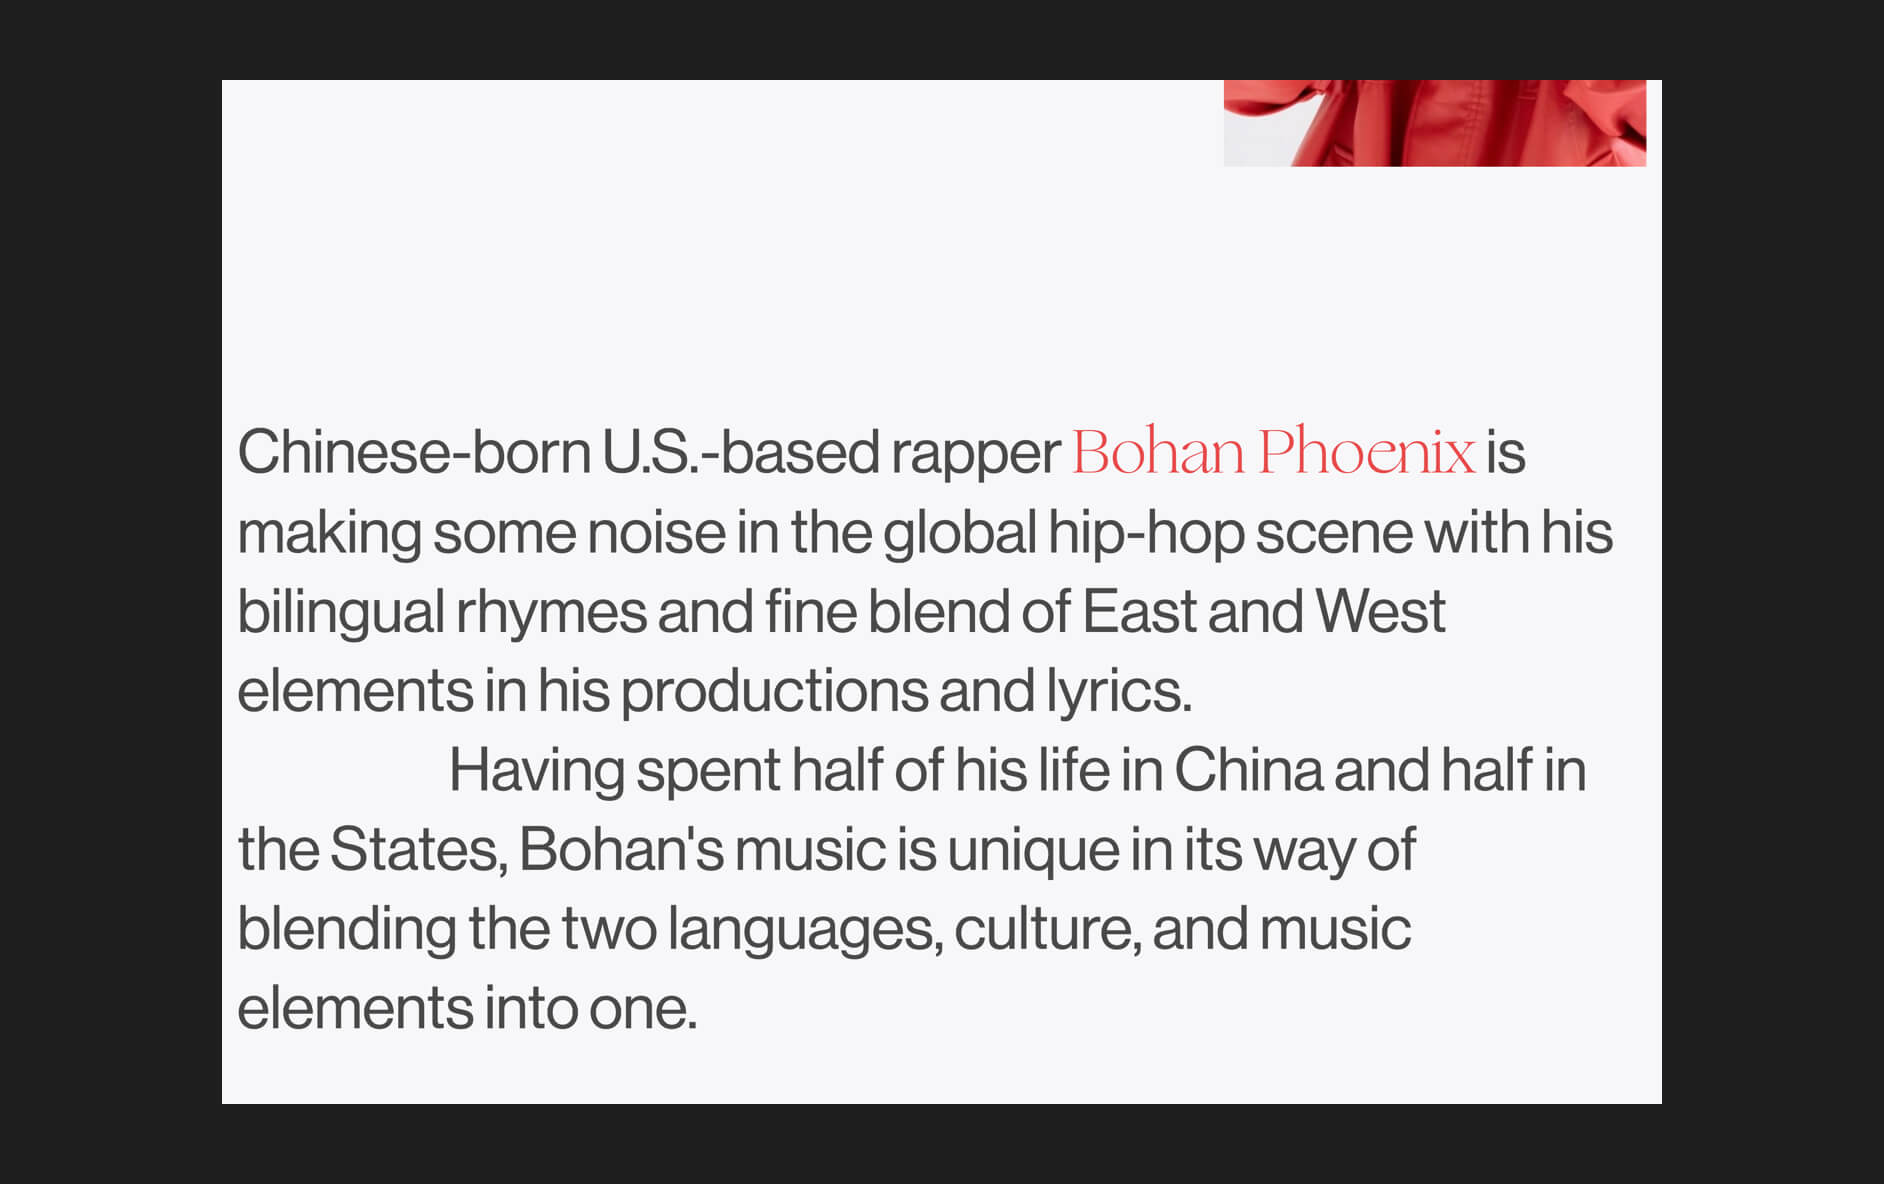 Chinese-born U.S.-based rapper Bohan Phoenix is
making some noise in the global hip-hop scene with his
bilingual rhymes and fine blend of East and West
elements in his productions and lyrics.
Having spent half of his life in China and half in
the States, Bohan's music is unique in its way of
blending the two languages, culture, and music
elements into one.